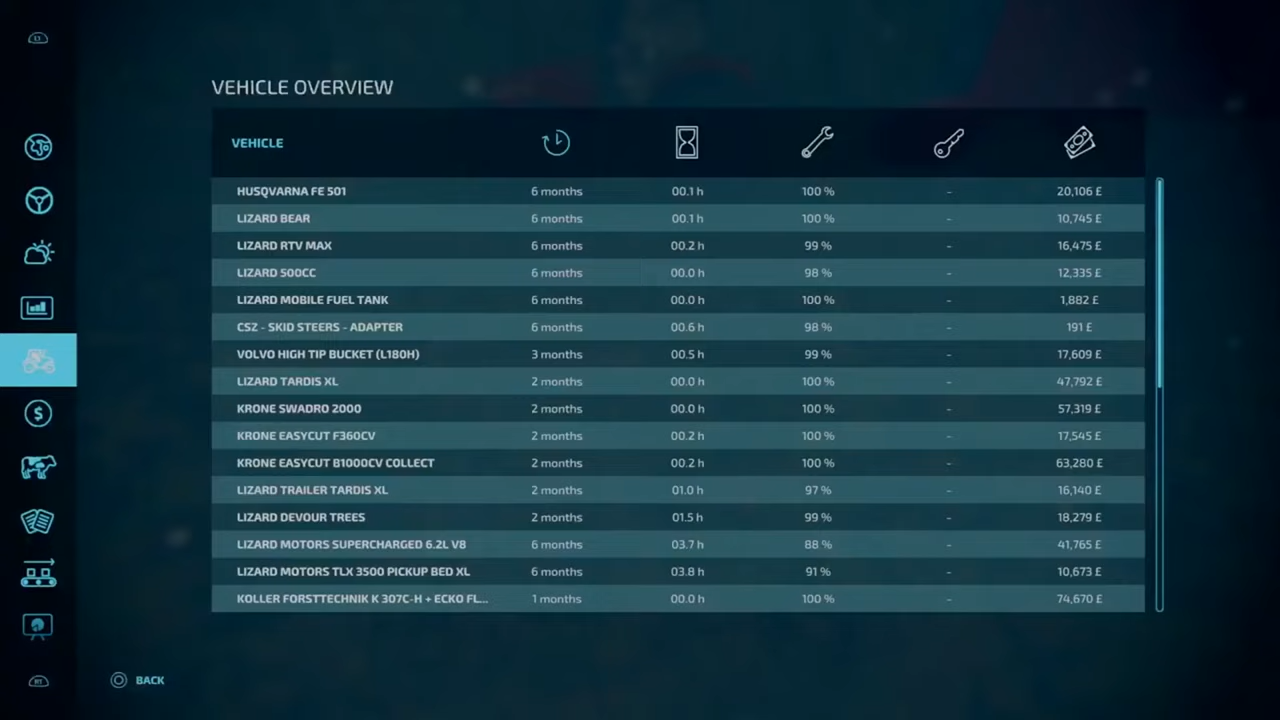 VEHICLE OVERVIEW
VEHICLE
HUSQVARNA FE 501 6 months 00.1 h 100 % - 20,106 £
LIZARD BEAR 6 months 00.1 h 100 % - 10,745 £
LIZARD RTV MAX 6 months 00.2 h 99 % - 16,475 £
LIZARD 500CC 6 months 00.0 h 98 % - 12,335 £
LIZARD MOBILE FUEL TANK 6 months 00.0 h 100 % - 1,882 £
CSZ - SKID STEERS - ADAPTER 6 months 00.6 h 98 % - 191 £
VOLVO HIGH TIP BUCKET (L180H) 3 months 00.5 h 99 % - 17,609 £
LIZARD TARDIS XL 2 months 00.0 h 100 % - 47,792 £
KRONE SWADRO 2000 2 months 00.0 h 100 % - 57,319 £
KRONE EASYCUT F360CV 2 months 00.2 h 100 % - 17,545 £
KRONE EASYCUT B1000CV COLLECT 2 months 00.2 h 100 % - 63,280 £
LIZARD TRAILER TARDIS XL 2 months 01.0 h 97 % - 16,140 £
LIZARD DEVOUR TREES 2 months 01.5 h 99 % - 18,279 £
LIZARD MOTORS SUPERCHARGED 6.2L V8 6 months 03.7 h 88 % - 41,765 £
LIZARD MOTORS TLX 3500 PICKUP BED XL 6 months 03.8 h 91 % - 10,673 £
KOLLER FORSTTECHNIK K 307C-H + ECKO FL... 1 months 00.0 h 100 % - 74,670 £
BACK